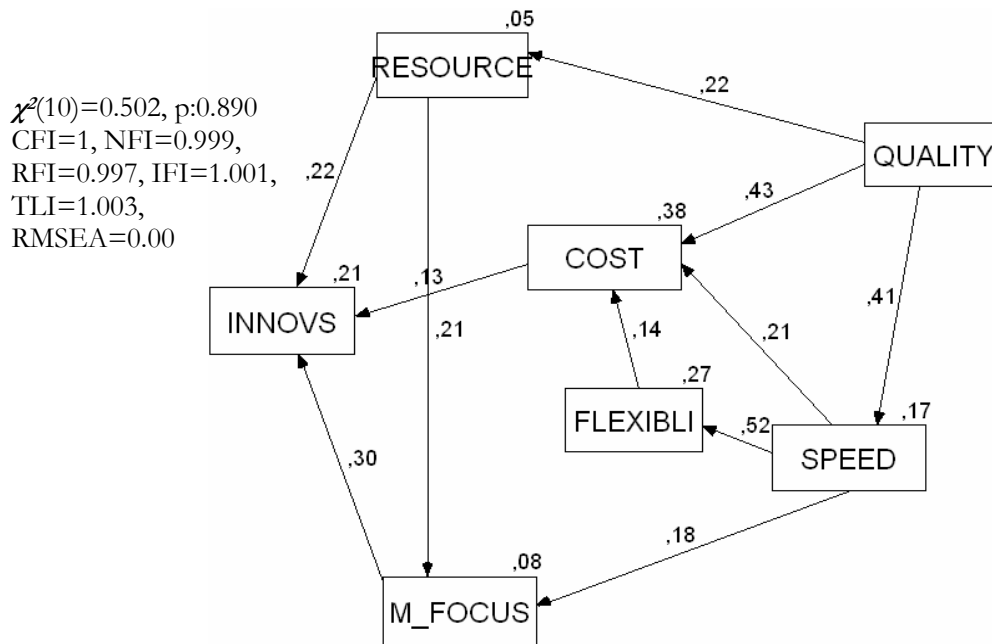 ,05
RESOURCE
χ²(10)=0.502, p:0.890
CFI=1, NFI=0.999,
RFI=0.997, IFI=1.001,
TLI=1.003,
RMSEA=0.00
,22
QUALITY
,22
,43
,38
COST
,21
,13
INNOVS
,41
,21
,14
,21
,27
FLEXIBLI
,52
,17
SPEED
,30
,18
,08
M_FOCUS